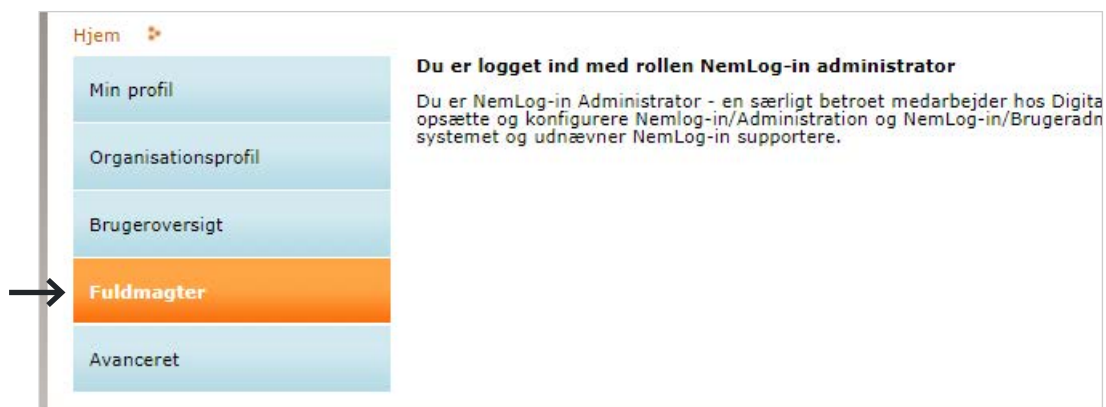 Hjem
Min profil
Organisationsprofil
Brugeroversigt
Fuldmagter
Avanceret
Du er logget ind med rollen NemLog-in administrator
Du er NemLog-in Administrator - en særligt betroet medarbejder hos Digita
opsætte og konfigurere Nemlog-in/Administration og NemLog-in/Brugeradn
systemet og udnævner NemLog-in supportere.